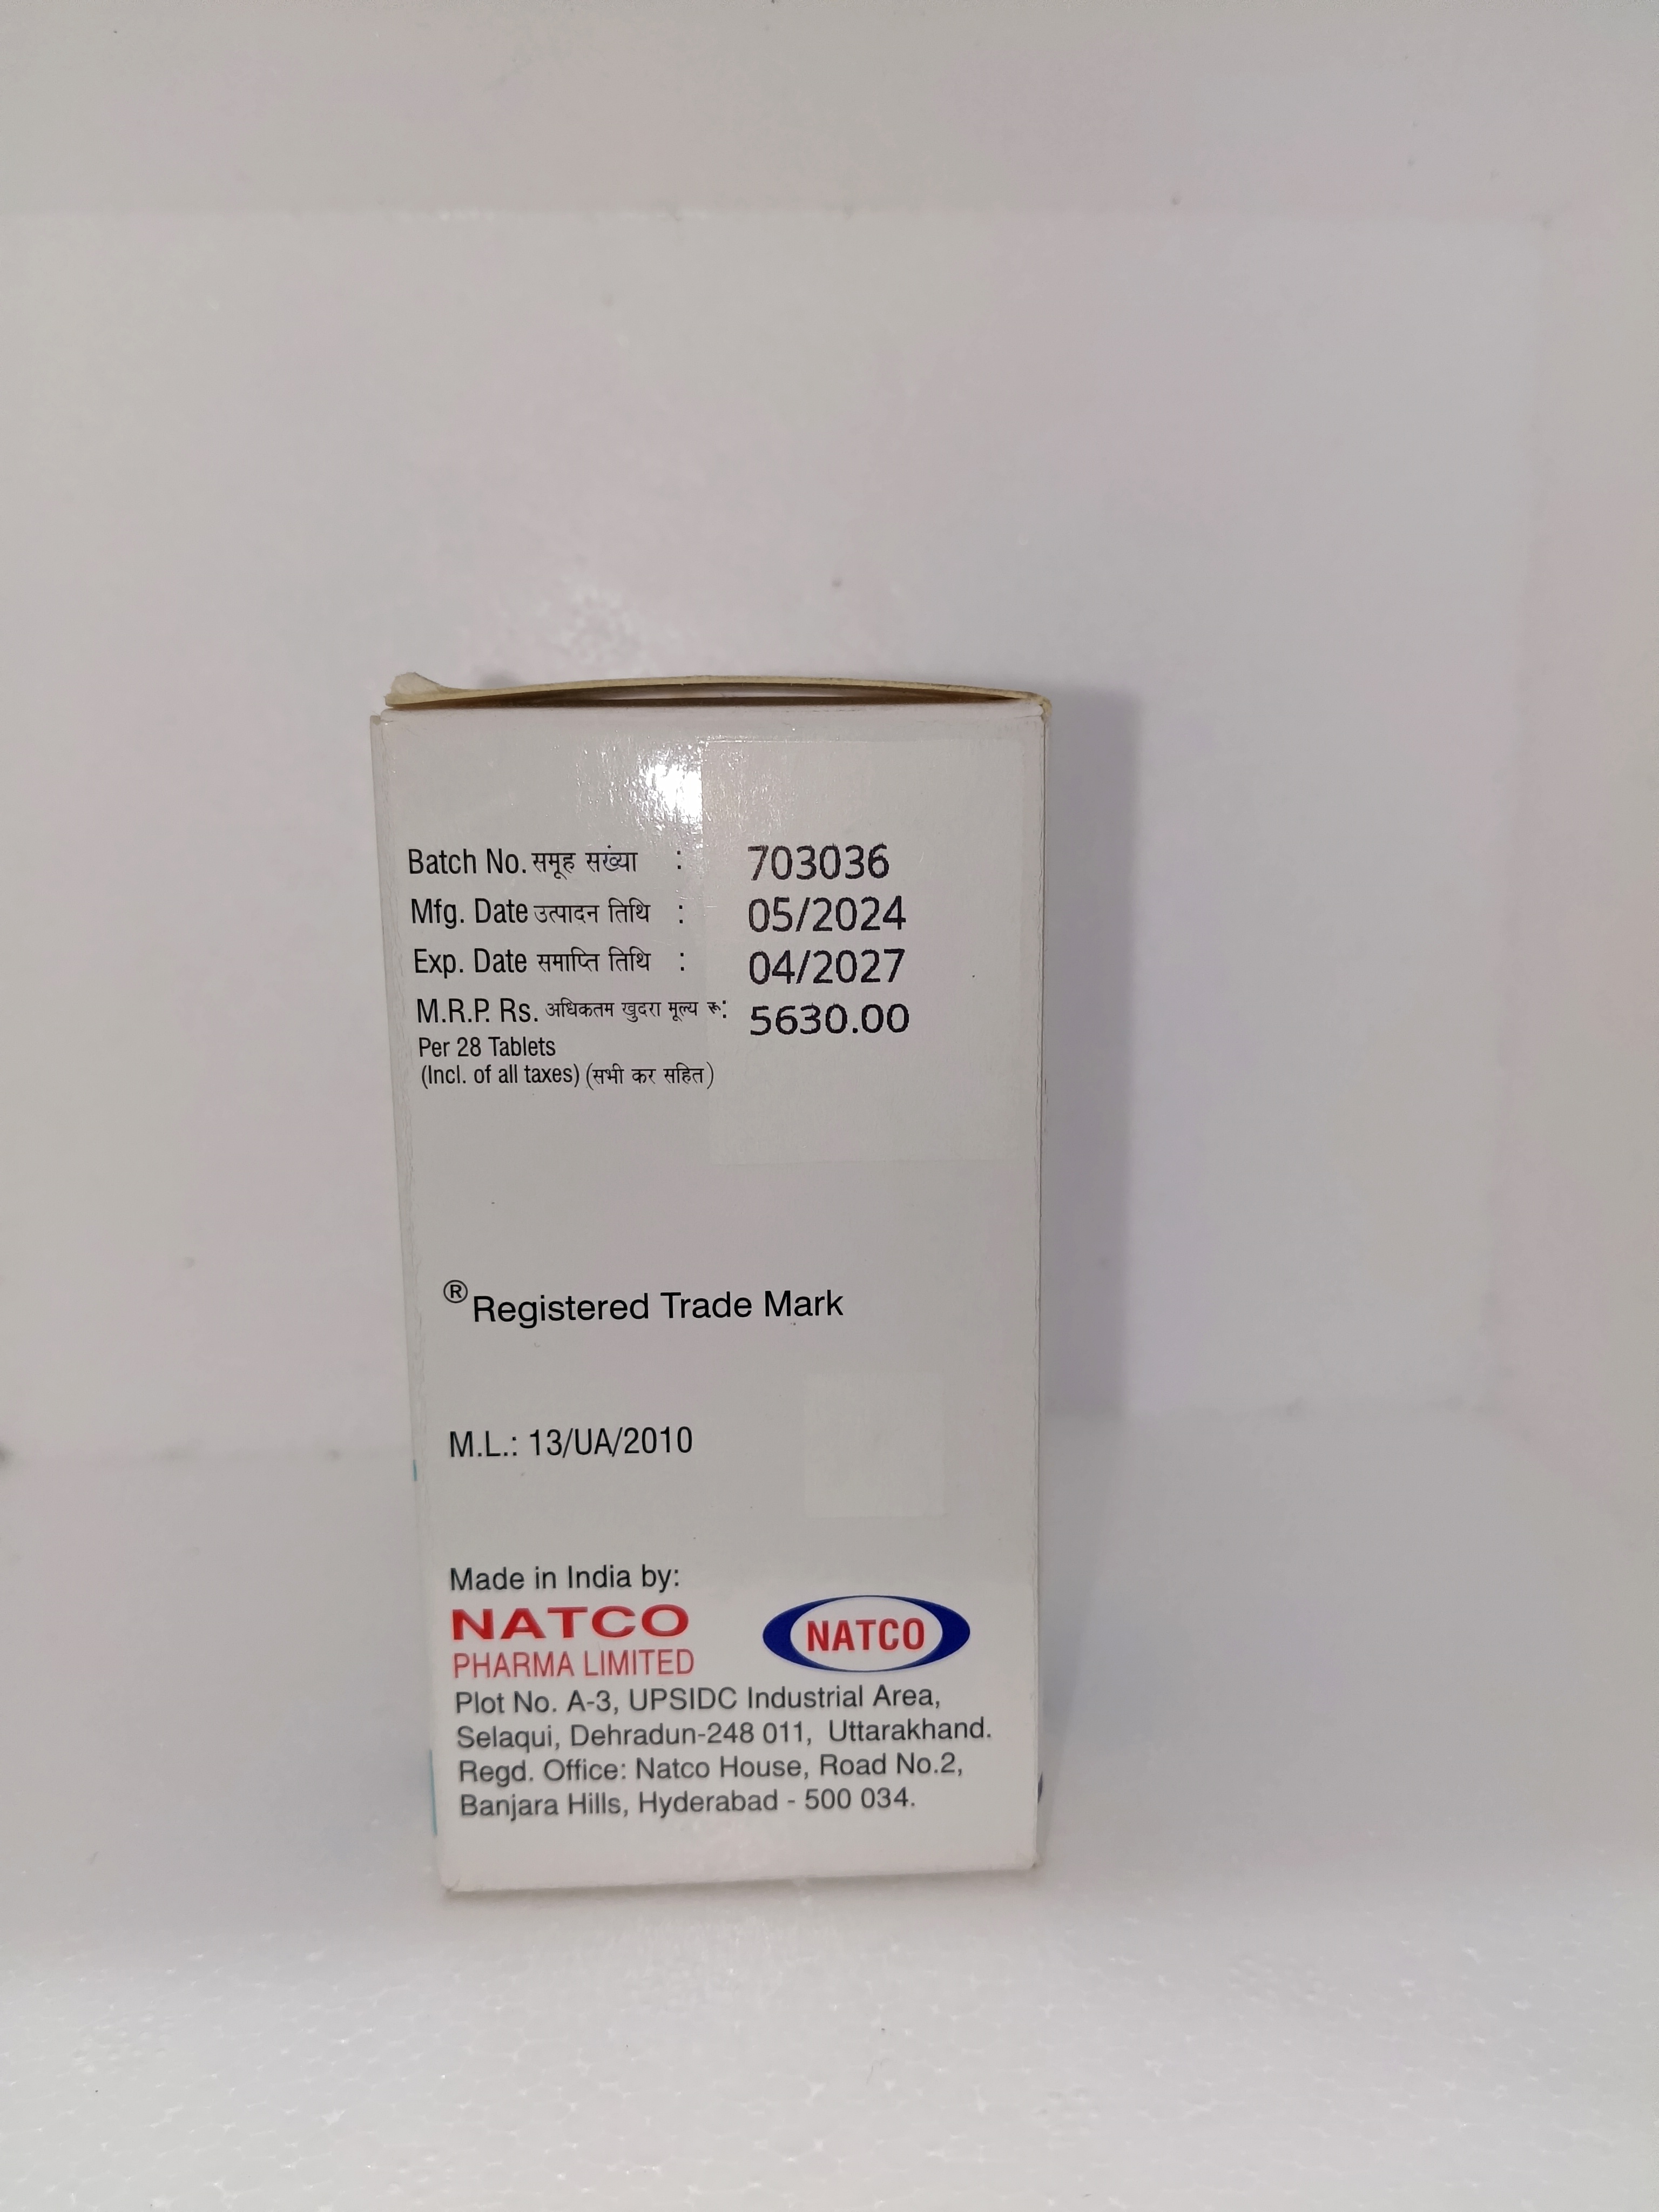 Batch No. समूह सख्ंया : 703036
Mfg. Date उत्पादन तिथि : 05/2024
Exp. Date समाप्ति तिथि : 04/2027
M.R.P. Rs. अधिकतम खुदरा मूल्य रू: 5630.00
Per 28 Tablets
(Incl. of all taxes) (सभी कर सहित)
®Registered Trade Mark
M.L.: 13/UA/2010
Made in India by:
NATCO
PHARMA LIMITED
NATCO
Plot No. A-3, UPSIDC Industrial Area,
Selaqui, Dehradun-248 011, Uttarakhand.
Regd. Office: Natco House, Road No.2,
Banjara Hills, Hyderabad - 500 034.